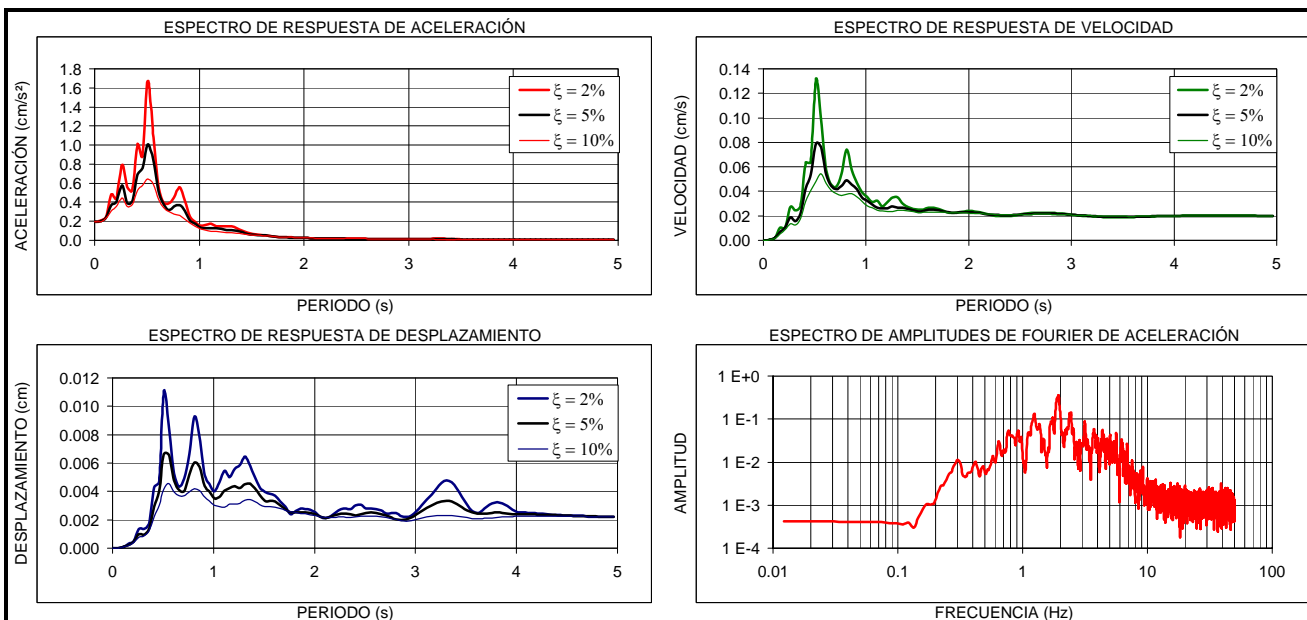 ESPECTRO DE RESPUESTA DE ACELERACIÓN
ACELERACIÓN (cm/s²)
1.8
1.6
1.4
1.2
1.0
0.8
0.6
0.4
0.2
0.0
0 1 2 3 4 5
PERIODO (s)
ξ = 2%
ξ = 5%
ξ = 10%
ESPECTRO DE RESPUESTA DE VELOCIDAD
VELOCIDAD (cm/s)
0.14
0.12
0.10
0.08
0.06
0.04
0.02
0.00
0 1 2 3 4 5
PERIODO (s)
ξ = 2%
ξ = 5%
ξ = 10%
ESPECTRO DE RESPUESTA DE DESPLAZAMIENTO
DESPLAZAMIENTO (cm)
0.012
0.010
0.008
0.006
0.004
0.002
0.000
0 1 2 3 4 5
PERIODO (s)
ξ = 2%
ξ = 5%
ξ = 10%
ESPECTRO DE AMPLITUDES DE FOURIER DE ACELERACIÓN
AMPLITUD
1 E+0
1 E-1
1 E-2
1 E-3
1 E-4
0.01 0.1 1 10 100
FRECUENCIA (Hz)